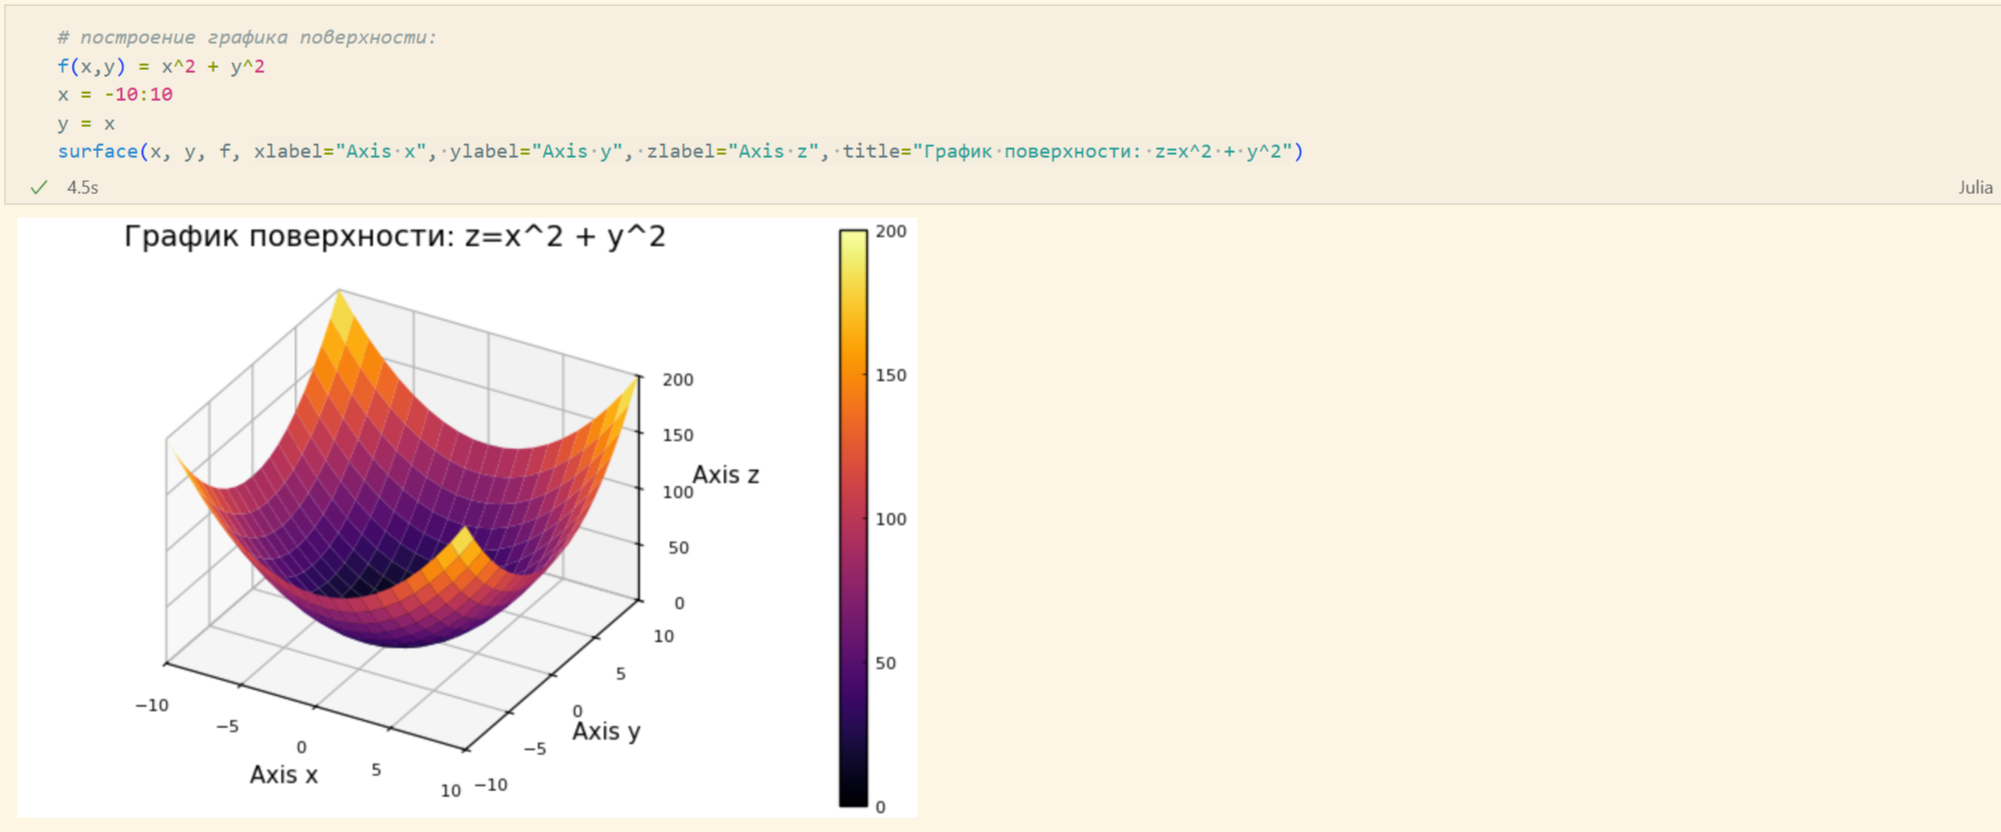 # построение графика поверхности:
f(x,y) = x^2 + y^2
x = -10:10
y = x
surface(x, y, f, xlabel="Axis x", ylabel="Axis y", zlabel="Axis z", title="График поверхности: z=x^2 + y^2")
4.5s
Julia
График поверхности: z=x^2 + y^2
200
150
100
50
0
Axis z
10
5
0
−5
−10
Axis y
−10
−5
0
5
10
Axis x
200
150
100
50
0